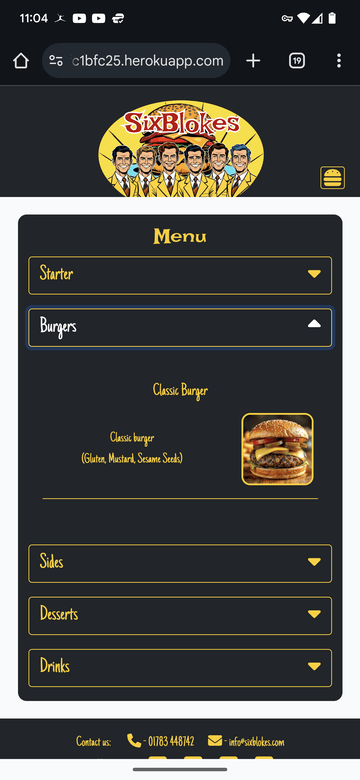 11:04
c1bfc25.herokuapp.com
19
SixBlokes
Menu
Starter
Burgers
Classic Burger
Classic burger
(Gluten, Mustard, Sesame Seeds)
Sides
Desserts
Drinks
Contact us: - 01783 448742 - info@sixblokes.com